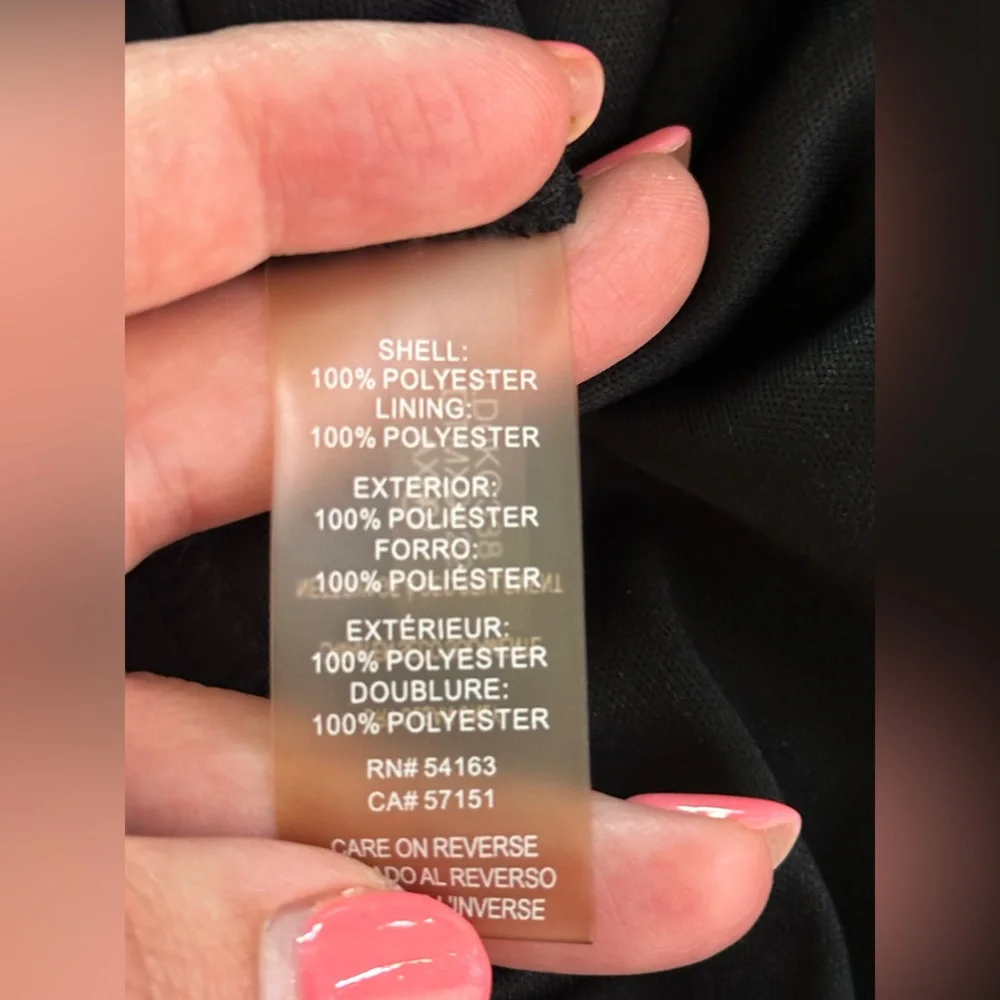 SHELL:
100% POLYESTER
LINING:
100% POLYESTER
EXTERIOR:
100% POLIÉSTER
FORRO:
100% POLIÉSTER
EXTÉRIEUR:
100% POLYESTER
DOUBLURE:
100% POLYESTER
RN# 54163
CA# 57151
CARE ON REVERSE
AL REVERSO